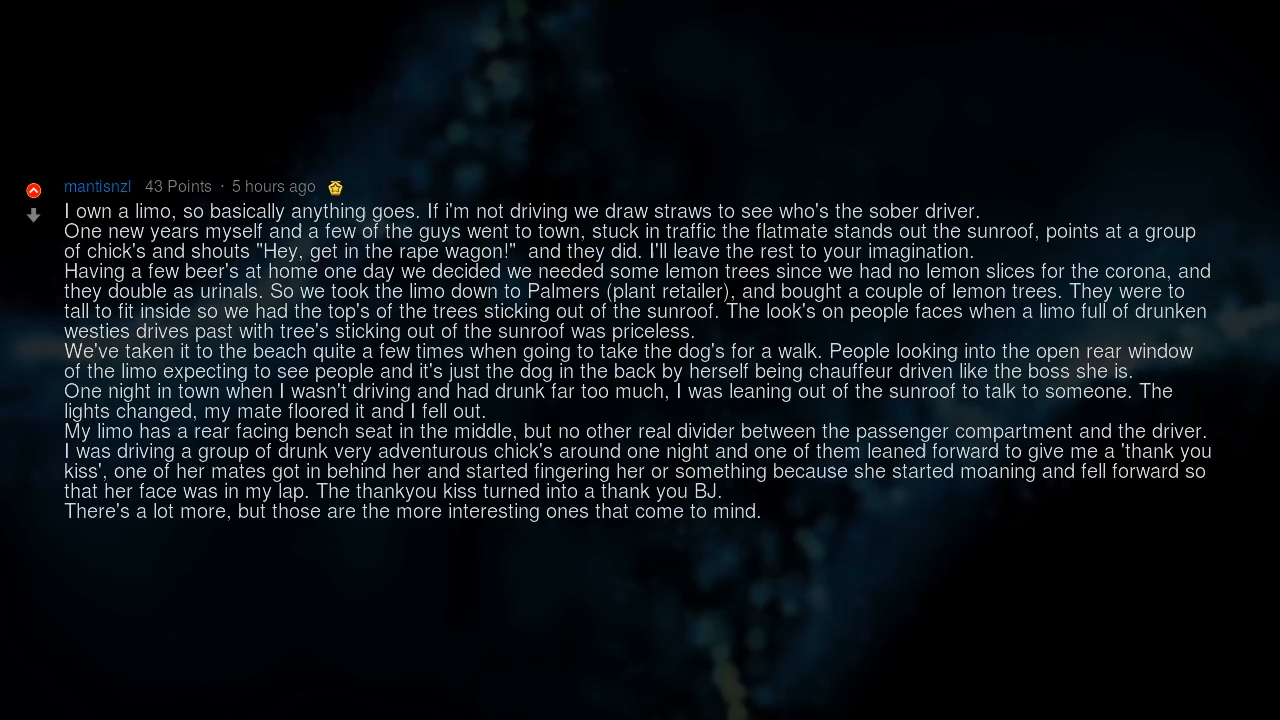 mantisnzl 43 Points · 5 hours ago
I own a limo, so basically anything goes. If i'm not driving we draw straws to see who's the sober driver.
One new years myself and a few of the guys went to town, stuck in traffic the flatmate stands out the sunroof, points at a group
of chick's and shouts "Hey, get in the rape wagon!"  and they did. I'll leave the rest to your imagination.
Having a few beer's at home one day we decided we needed some lemon trees since we had no lemon slices for the corona, and
they double as urinals. So we took the limo down to Palmers (plant retailer), and bought a couple of lemon trees. They were to
tall to fit inside so we had the top's of the trees sticking out of the sunroof. The look's on people faces when a limo full of drunken
westies drives past with tree's sticking out of the sunroof was priceless.
We've taken it to the beach quite a few times when going to take the dog's for a walk. People looking into the open rear window
of the limo expecting to see people and it's just the dog in the back by herself being chauffeur driven like the boss she is.
One night in town when I wasn't driving and had drunk far too much, I was leaning out of the sunroof to talk to someone. The
lights changed, my mate floored it and I fell out.
My limo has a rear facing bench seat in the middle, but no other real divider between the passenger compartment and the driver.
I was driving a group of drunk very adventurous chick's around one night and one of them leaned forward to give me a 'thank you
kiss', one of her mates got in behind her and started fingering her or something because she started moaning and fell forward so
that her face was in my lap. The thankyou kiss turned into a thank you BJ.
There's a lot more, but those are the more interesting ones that come to mind.